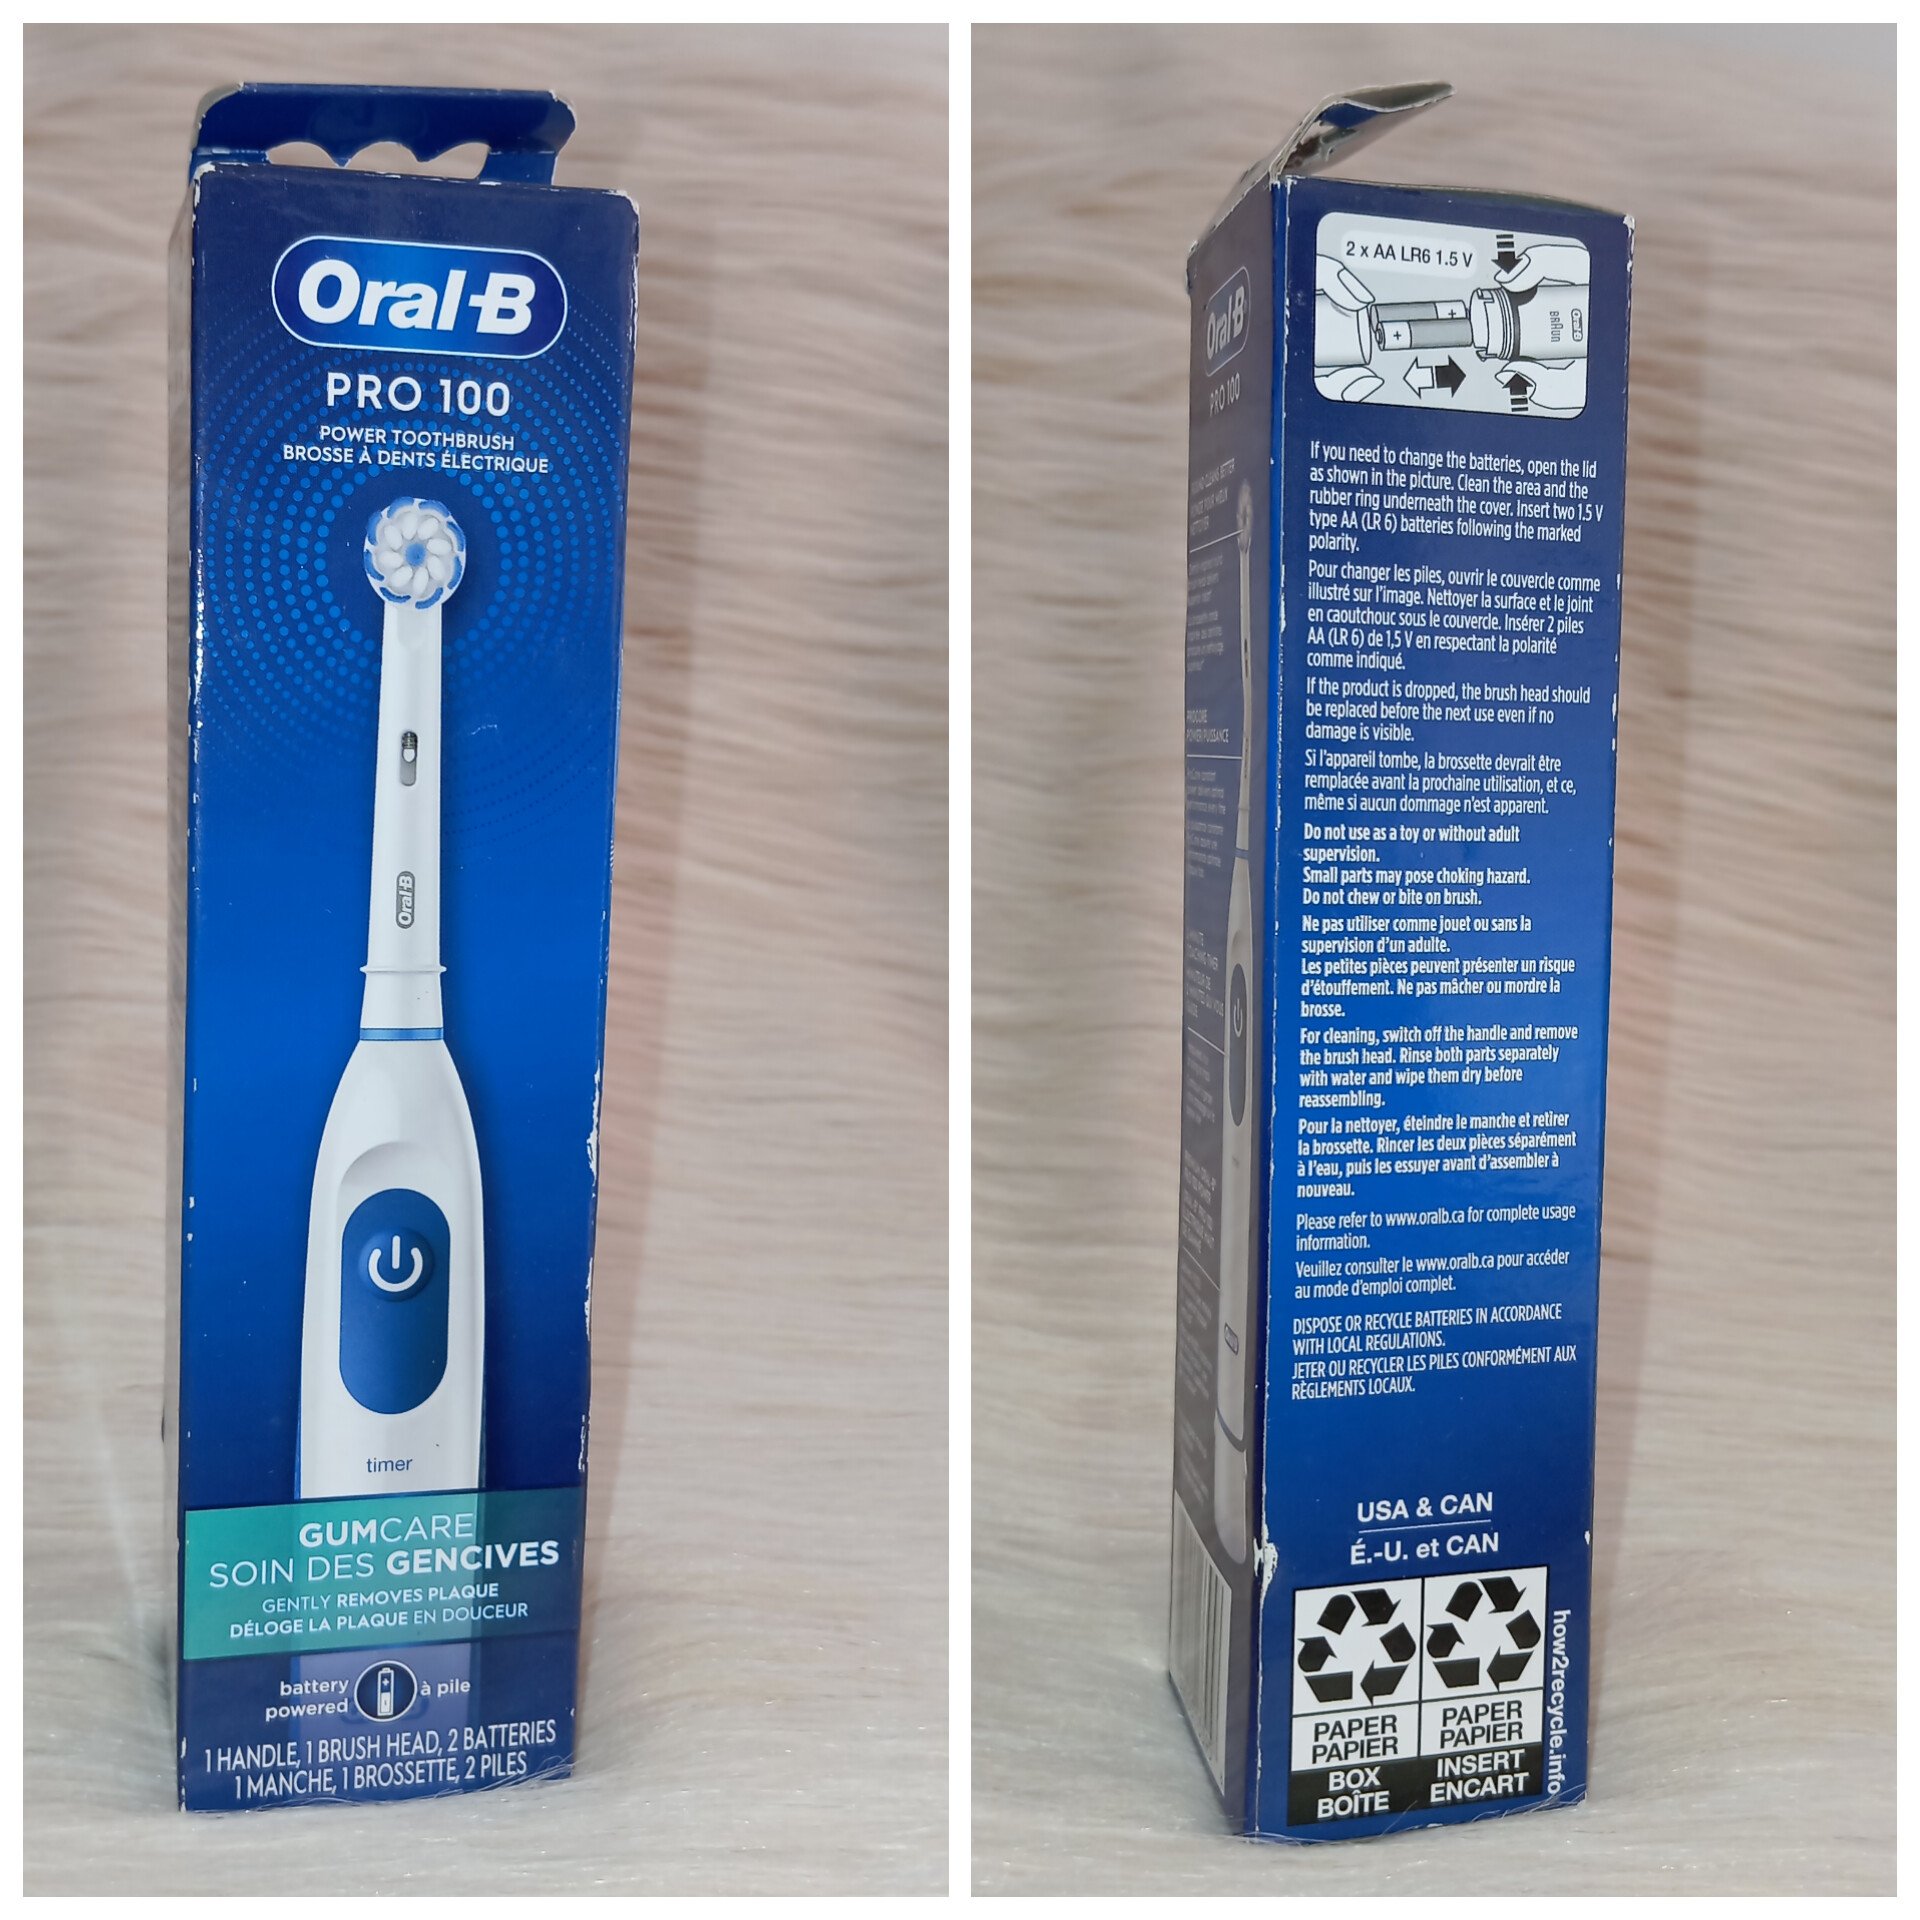 Oral-B
PRO 100
POWER TOOTHBRUSH
BROSSE À DENTS ÉLECTRIQUE
Oral-B
timer
GUMCARE
SOIN DES GENCIVES
GENTLY REMOVES PLAQUE
DÉLOGE LA PLAQUE EN DOUCEUR
battery
powered
à pile
1 HANDLE, 1 BRUSH HEAD, 2 BATTERIES
1 MANCHE, 1 BROSSETTE, 2 PILES
Oral-B
PRO 100
PROCORE
POWER/PUISSANCE
2 x AA LR6 1.5 V
BRAUN
Oral-B
If you need to change the batteries, open the lid
as shown in the picture. Clean the area and the
rubber ring underneath the cover. Insert two 1.5 V
type AA (LR 6) batteries following the marked
polarity.
Pour changer les piles, ouvrir le couvercle comme
illustré sur l'image. Nettoyer la surface et le joint
en caoutchouc sous le couvercle. Insérer 2 piles
AA (LR 6) de 1,5 V en respectant la polarité
comme indiqué.
If the product is dropped, the brush head should
be replaced before the next use even if no
damage is visible.
Si l'appareil tombe, la brossette devrait être
remplacée avant la prochaine utilisation, et ce,
même si aucun dommage n'est apparent.
Do not use as a toy or without adult
supervision.
Small parts may pose choking hazard.
Do not chew or bite on brush.
Ne pas utiliser comme jouet ou sans la
supervision d'un adulte.
Les petites pièces peuvent présenter un risque
d'étouffement. Ne pas mâcher ou mordre la
brosse.
For cleaning, switch off the handle and remove
the brush head. Rinse both parts separately
with water and wipe them dry before
reassembling.
Pour la nettoyer, éteindre le manche et retirer
la brossette. Rincer les deux pièces séparément
à l'eau, puis les essuyer avant d'assembler à
nouveau.
Please refer to www.oralb.ca for complete usage
information.
Veuillez consulter le www.oralb.ca pour accéder
au mode d'emploi complet.
DISPOSE OR RECYCLE BATTERIES IN ACCORDANCE
WITH LOCAL REGULATIONS.
JETER OU RECYCLER LES PILES CONFORMÉMENT AUX
RÈGLEMENTS LOCAUX.
USA & CAN
É.-U. et CAN
PAPER
PAPIER
BOX
BOÎTE
PAPER
PAPIER
INSERT
ENCART
how2recycle.info